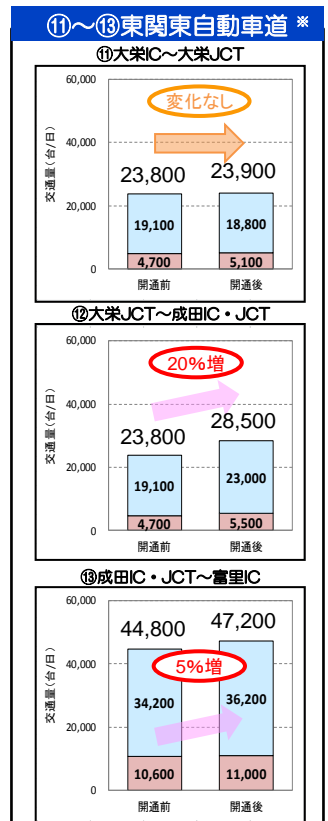 ⑪～⑬東関東自動車道 ※
⑪大栄IC～大栄JCT
交通量（台/日）
60,000
40,000
20,000
0
変化なし
23,800
23,900
19,100
18,800
4,700
5,100
開通前
開通後
⑫大栄JCT～成田IC・JCT
交通量（台/日）
60,000
40,000
20,000
0
20%増
23,800
28,500
19,100
23,000
4,700
5,500
開通前
開通後
⑬成田IC・JCT～富里IC
交通量（台/日）
60,000
40,000
20,000
0
44,800
47,200
5%増
34,200
36,200
10,600
11,000
開通前
開通後